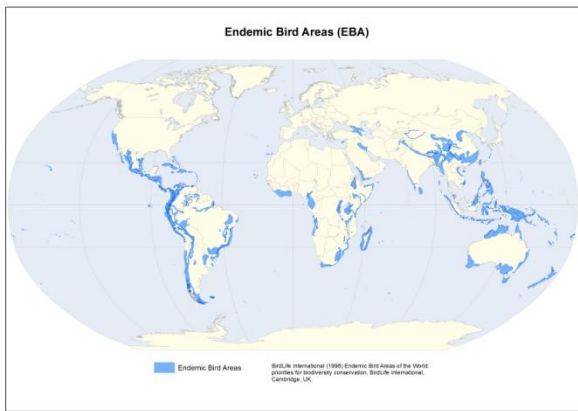 Endemic Bird Areas (EBA)
Endemic Bird Areas
BirdLife International (1998) Endemic Bird Areas of the World:
priorities for biodiversity conservation, BirdLife International,
Cambridge, UK